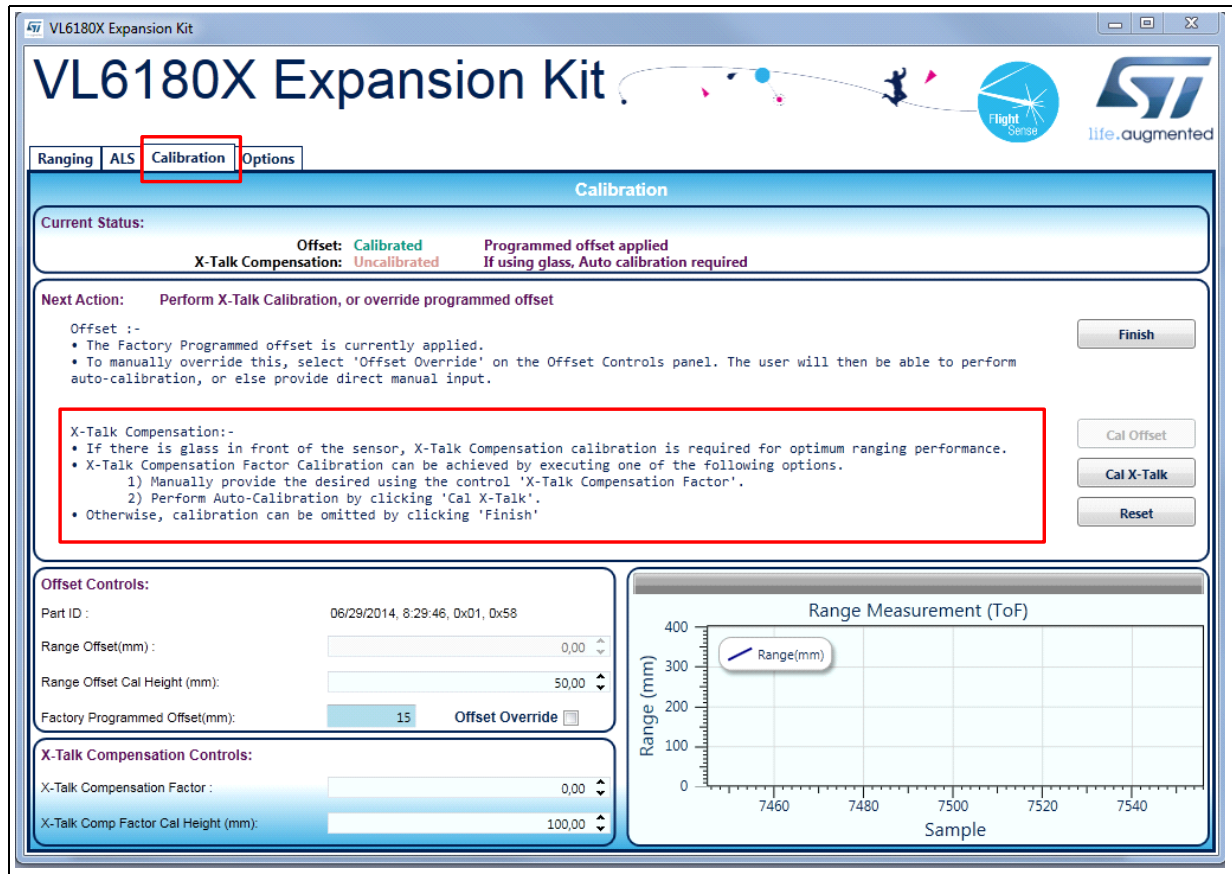 VL6180X Expansion Kit
VL6180X Expansion Kit
Flight
Sense
life.augmented
Ranging ALS Calibration Options
Calibration
Current Status:
Offset: Calibrated Programmed offset applied
X-Talk Compensation: Uncalibrated If using glass, Auto calibration required
Next Action: Perform X-Talk Calibration, or override programmed offset
Offset :-
• The Factory Programmed offset is currently applied.
• To manually override this, select 'Offset Override' on the Offset Controls panel. The user will then be able to perform
auto-calibration, or else provide direct manual input.
Finish
X-Talk Compensation:-
• If there is glass in front of the sensor, X-Talk Compensation calibration is required for optimum ranging performance.
• X-Talk Compensation Factor Calibration can be achieved by executing one of the following options.
1) Manually provide the desired using the control 'X-Talk Compensation Factor'.
2) Perform Auto-Calibration by clicking 'Cal X-Talk'.
• Otherwise, calibration can be omitted by clicking 'Finish'
Cal Offset
Cal X-Talk
Reset
Offset Controls:
Part ID : 06/29/2014, 8:29:46, 0x01, 0x58
Range Offset(mm) : 0,00
Range Offset Cal Height (mm): 50,00
Factory Programmed Offset(mm): 15 Offset Override
X-Talk Compensation Controls:
X-Talk Compensation Factor : 0,00
X-Talk Comp Factor Cal Height (mm): 100,00
Range Measurement (ToF)
Range(mm)
Range (mm)
400
300
200
100
0
7460 7480 7500 7520 7540
Sample